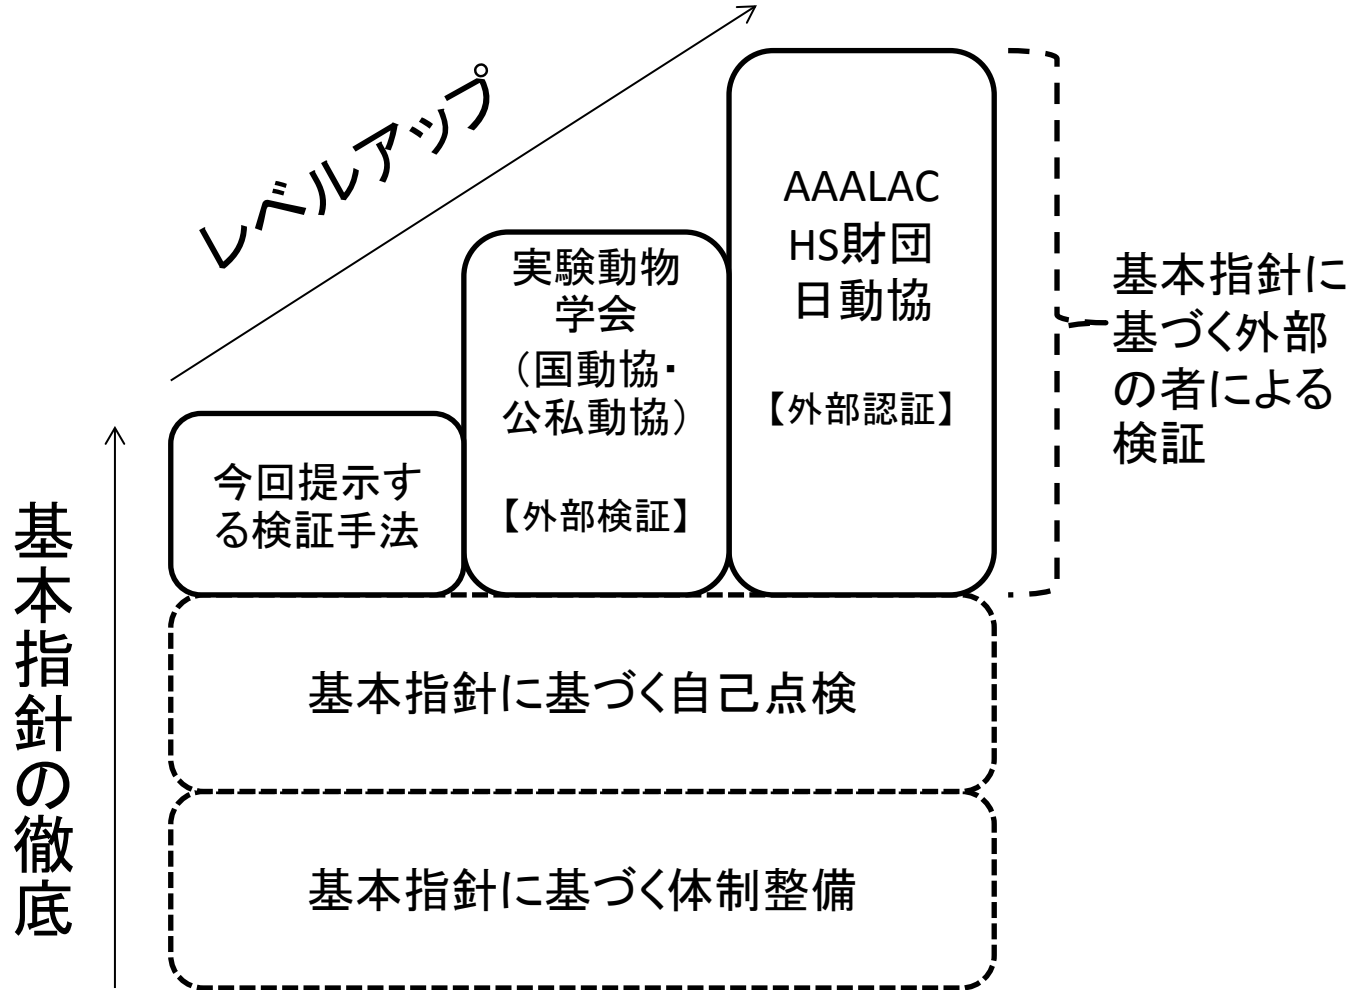 レベルアップ
AAALAC
HS財団
日動協
【外部認証】
実験動物
学会
（国動協・
公私動協）
【外部検証】
今回提示す
る検証手法
基本指針に
基づく外部
の者による
検証
基本指針の徹底
基本指針に基づく自己点検
基本指針に基づく体制整備